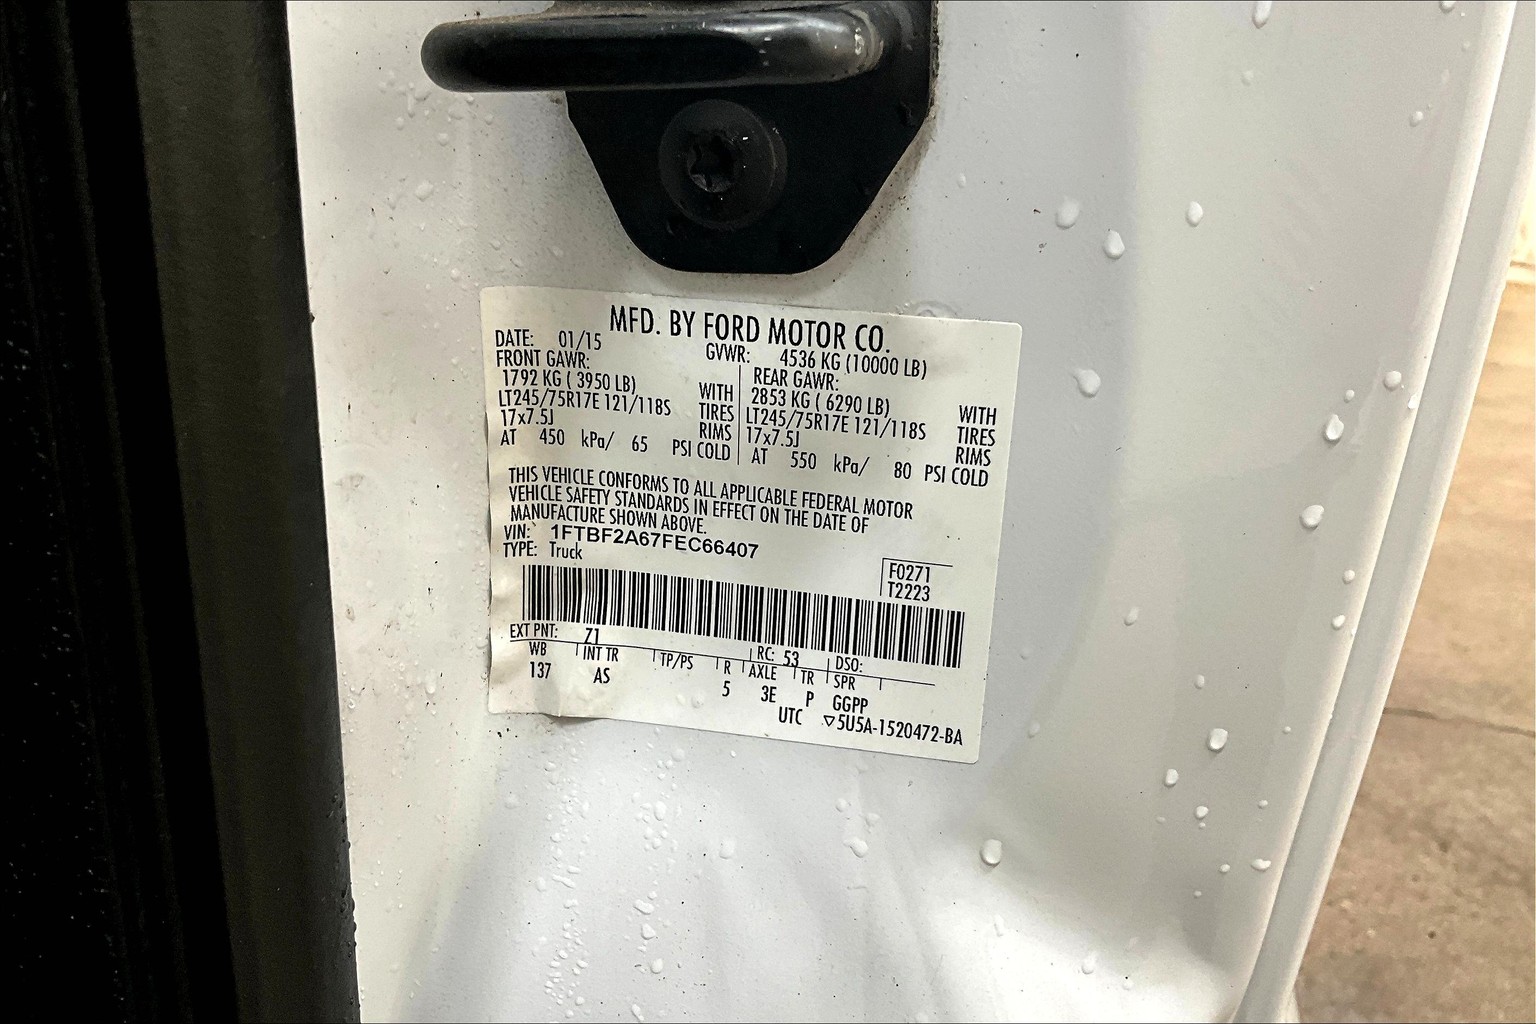 MFD. BY FORD MOTOR CO.
DATE: 01/15 GVWR: 4536 KG (10000 LB)
FRONT GAWR: REAR GAWR:
1792 KG ( 3950 LB) WITH 2853 KG ( 6290 LB) WITH
LT245/75R17E 121/118S TIRES LT245/75R17E 121/118S TIRES
17x7.5J RIMS 17x7.5J RIMS
AT 450 kPa/ 65 PSI COLD AT 550 kPa/ 80 PSI COLD
THIS VEHICLE CONFORMS TO ALL APPLICABLE FEDERAL MOTOR
VEHICLE SAFETY STANDARDS IN EFFECT ON THE DATE OF
MANUFACTURE SHOWN ABOVE.
VIN: 1FTBF2A67FEC66407
TYPE: Truck
F0271
T2223
EXT PNT: Z1 RC: 53 DSO:
WB INT TR TP/PS R AXLE TR SPR
137 AS 5 3E P GGPP
UTC ▽5U5A-1520472-BA